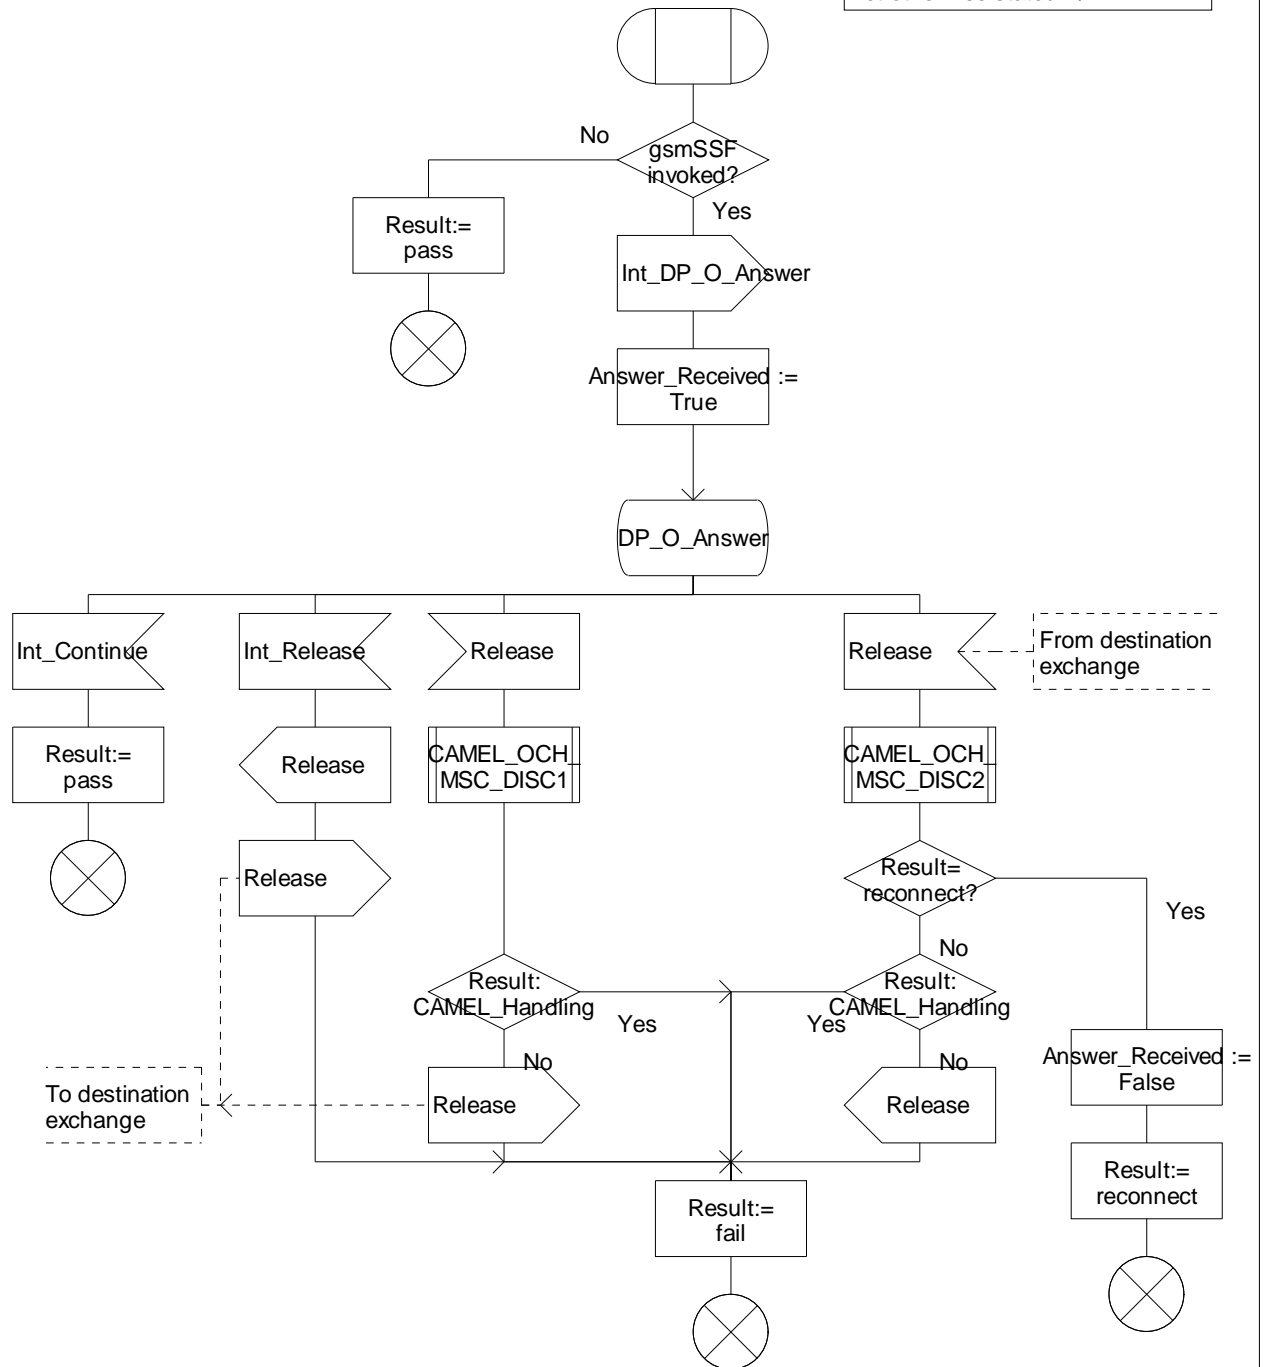 No
gsmSSF
invoked?
Yes
Result:=
pass
Int_DP_O_Answer
Answer_Received :=
True
DP_O_Answer
Int_Continue
Int_Release
Release
Release
From destination
exchange
Result:=
pass
Release
CAMEL_OCH_
MSC_DISC1
CAMEL_OCH_
MSC_DISC2
Release
Result=
reconnect?
Yes
No
Result:
CAMEL_Handling
Yes
Result:
CAMEL_Handling
Yes
No
No
To destination
exchange
Release
Release
Answer_Received :=
False
Result:=
fail
Result:=
reconnect